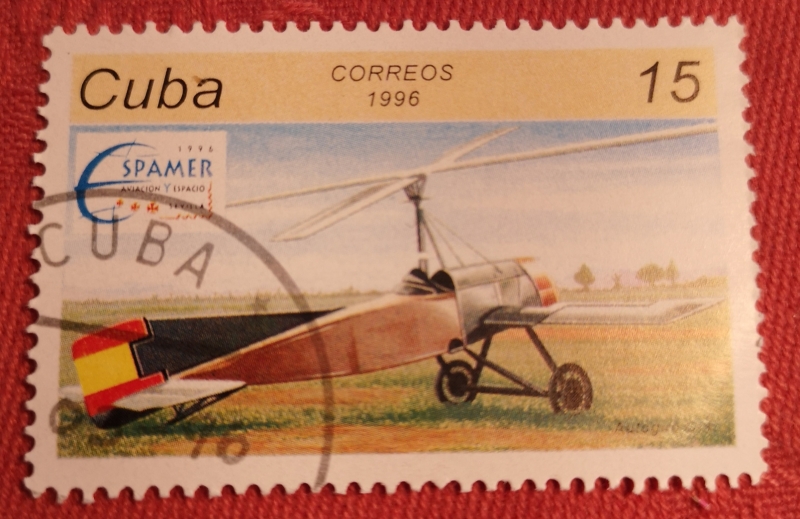 Cuba
CORREOS
1996
15
1996
ESPAMER
AVIACION Y ESPACIO
SEVILLA
CUBA